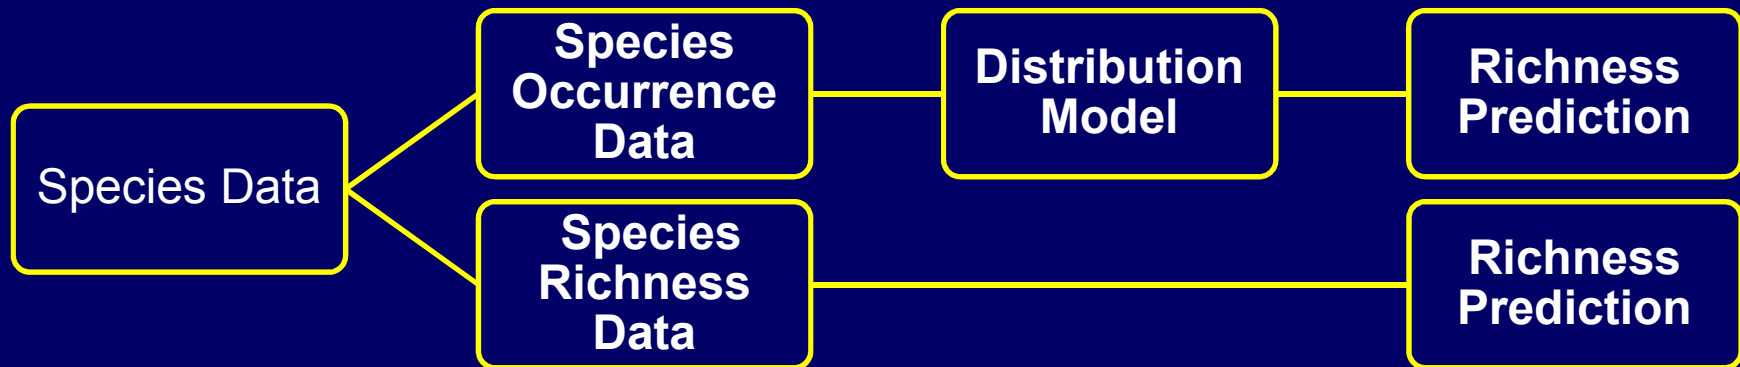 Species Data
Species
Occurrence
Data
Distribution
Model
Richness
Prediction
Species
Richness
Data
Richness
Prediction